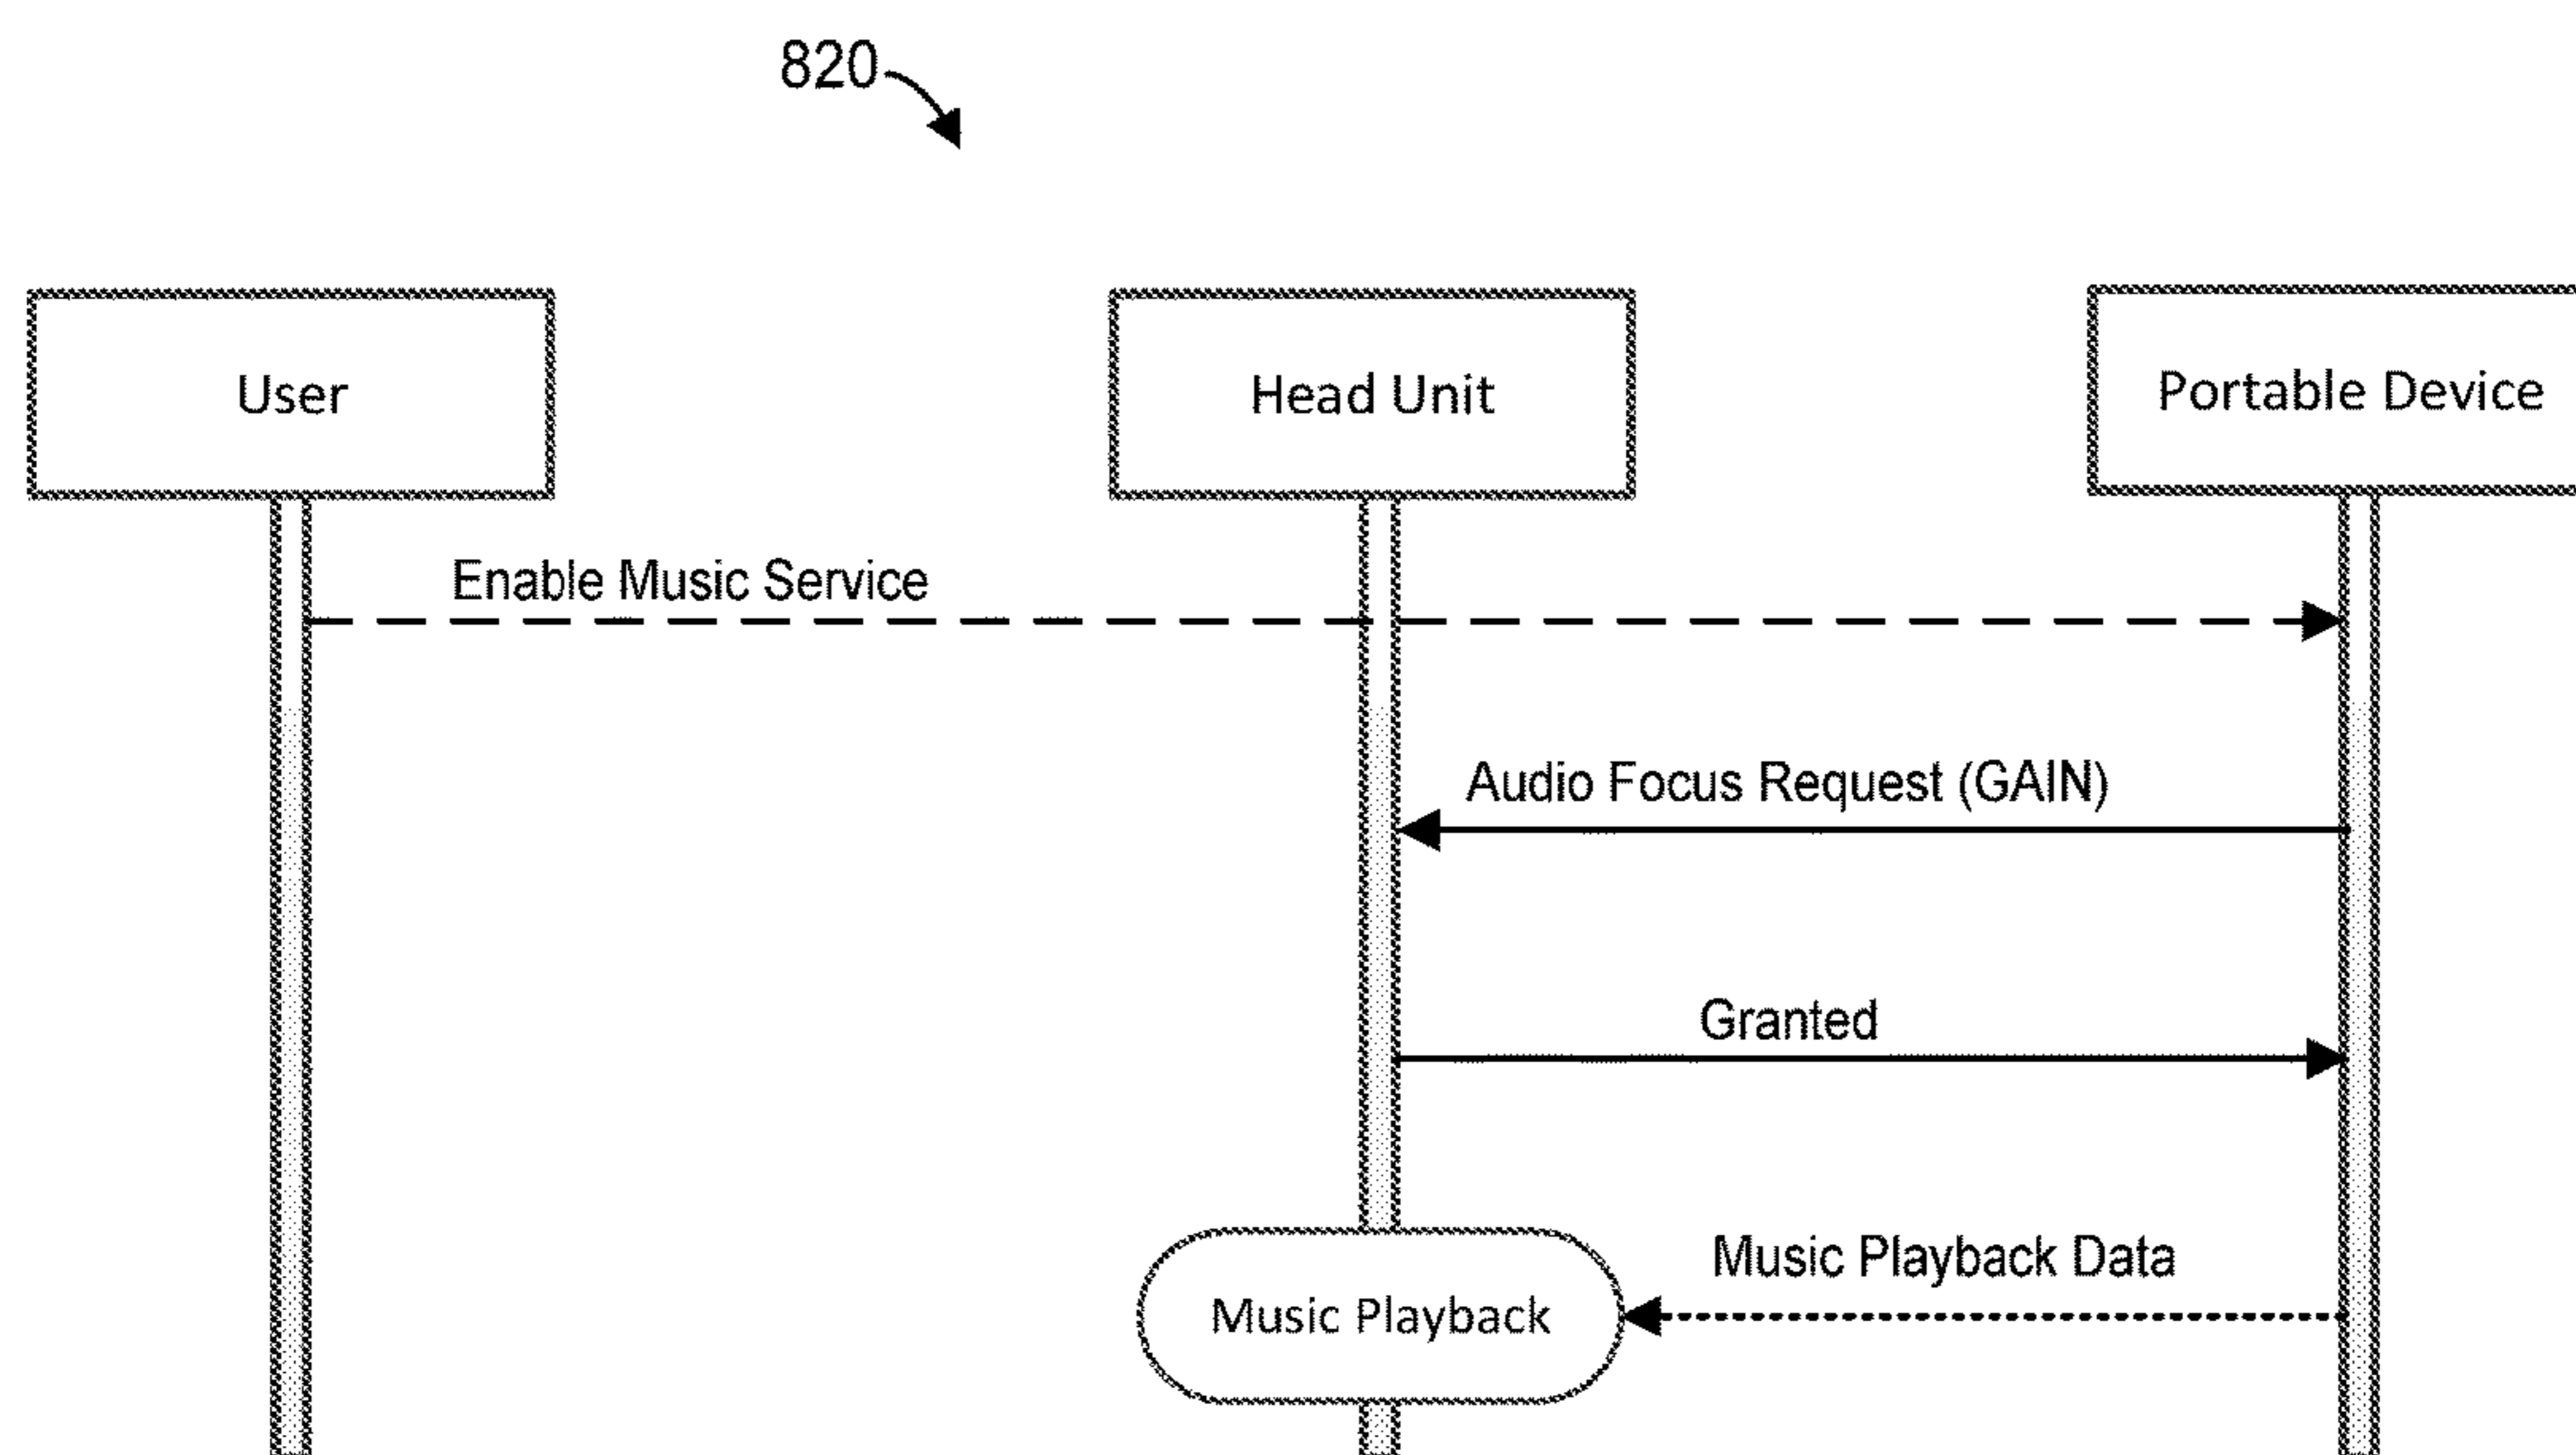 820
User
Head Unit
Portable Device
Enable Music Service
Audio Focus Request (GAIN)
Granted
Music Playback Data
Music Playback